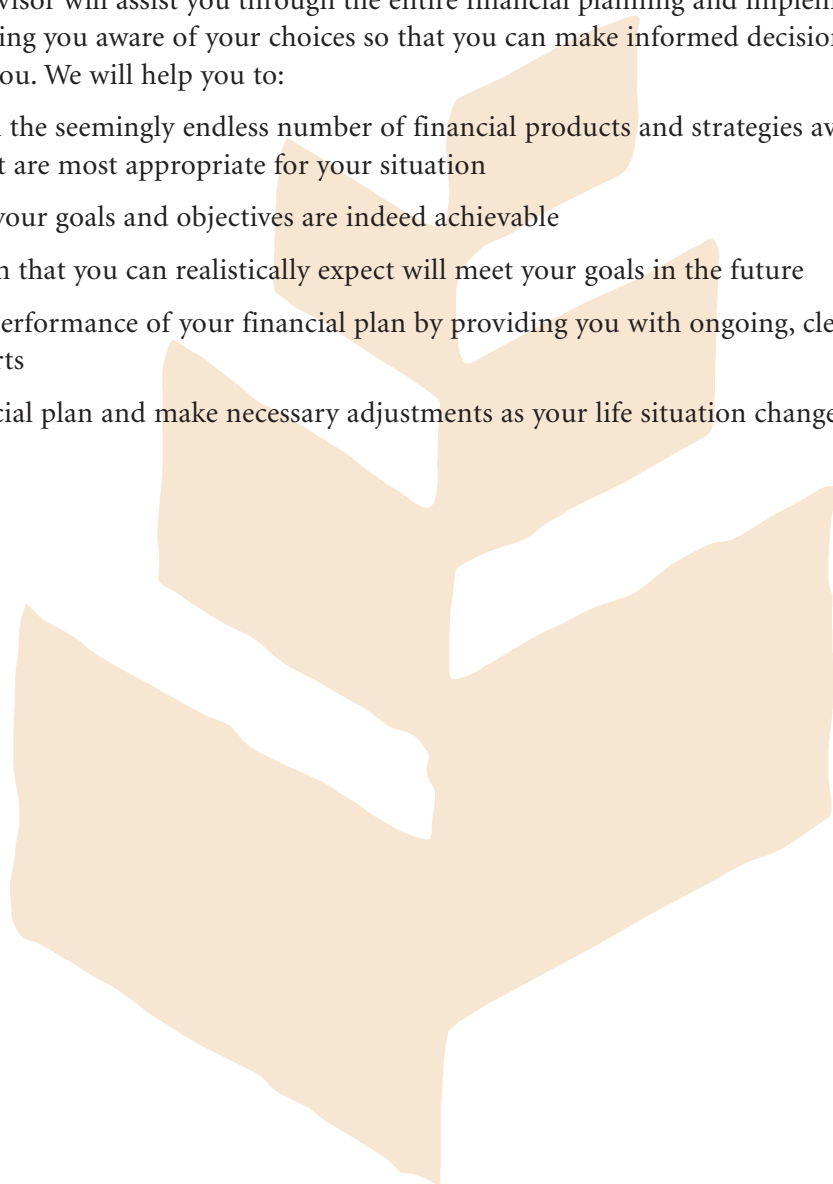 visor will assist you through the entire financial planning and implem
ing you aware of your choices so that you can make informed decision
ou. We will help you to:
the seemingly endless number of financial products and strategies av
t are most appropriate for your situation
your goals and objectives are indeed achievable
n that you can realistically expect will meet your goals in the future
erformance of your financial plan by providing you with ongoing, cle
rts
cial plan and make necessary adjustments as your life situation change